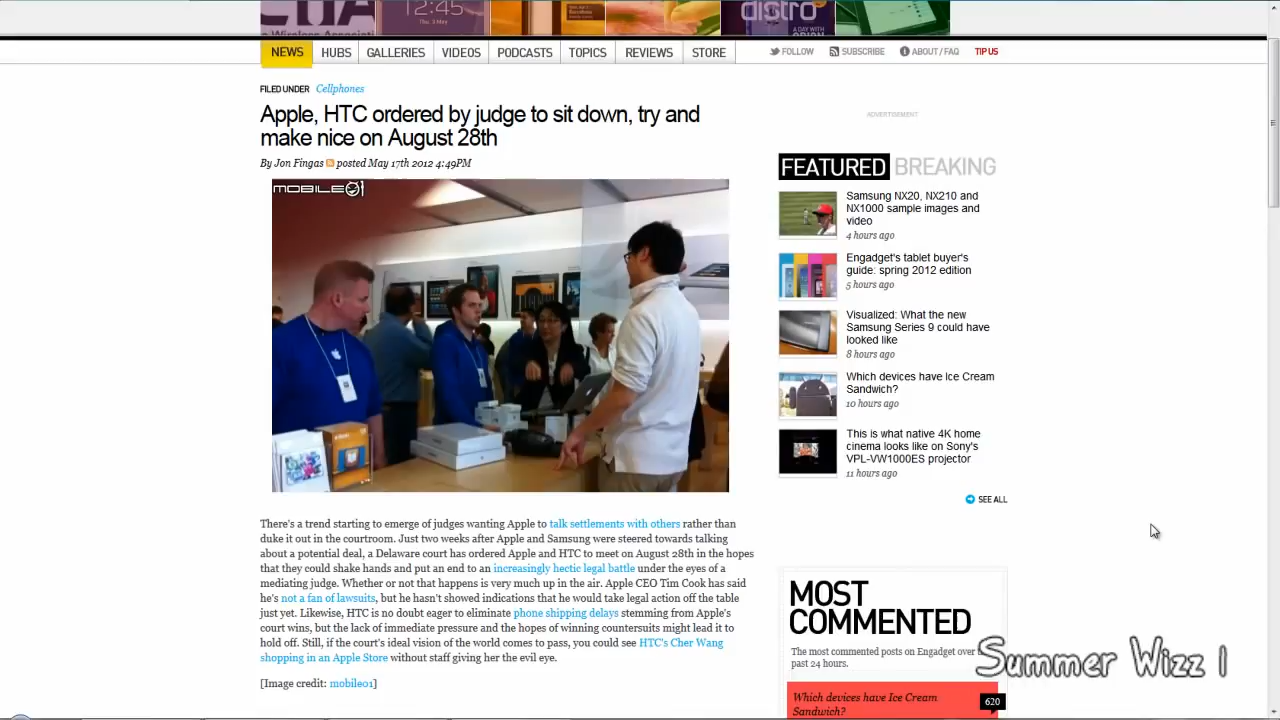 12:45
Thu, 3 May
distro
A DAY WITH
NEWS HUBS GALLERIES VIDEOS PODCASTS TOPICS REVIEWS STORE FOLLOW SUBSCRIBE ABOUT / FAQ TIP US
FILED UNDER Cellphones
Apple, HTC ordered by judge to sit down, try and
make nice on August 28th
By Jon Fingas posted May 17th 2012 4:49PM
MOBILE01
There's a trend starting to emerge of judges wanting Apple to talk settlements with others rather than
duke it out in the courtroom. Just two weeks after Apple and Samsung were steered towards talking
about a potential deal, a Delaware court has ordered Apple and HTC to meet on August 28th in the hopes
that they could shake hands and put an end to an increasingly hectic legal battle under the eyes of a
mediating judge. Whether or not that happens is very much up in the air. Apple CEO Tim Cook has said
he's not a fan of lawsuits, but he hasn't showed indications that he would take legal action off the table
just yet. Likewise, HTC is no doubt eager to eliminate phone shipping delays stemming from Apple's
court wins, but the lack of immediate pressure and the hopes of winning countersuits might lead it to
hold off. Still, if the court's ideal vision of the world comes to pass, you could see HTC's Cher Wang
shopping in an Apple Store without staff giving her the evil eye.
[Image credit: mobile01]
ADVERTISEMENT
FEATURED BREAKING
Samsung NX20, NX210 and
NX1000 sample images and
video
4 hours ago
Engadget's tablet buyer's
guide: spring 2012 edition
5 hours ago
Visualized: What the new
Samsung Series 9 could have
looked like
8 hours ago
Which devices have Ice Cream
Sandwich?
10 hours ago
This is what native 4K home
cinema looks like on Sony's
VPL-VW1000ES projector
11 hours ago
SEE ALL
MOST
COMMENTED
The most commented posts on Engadget over
past 24 hours.
Which devices have Ice Cream
Sandwich?
620
Summer Wizz 1